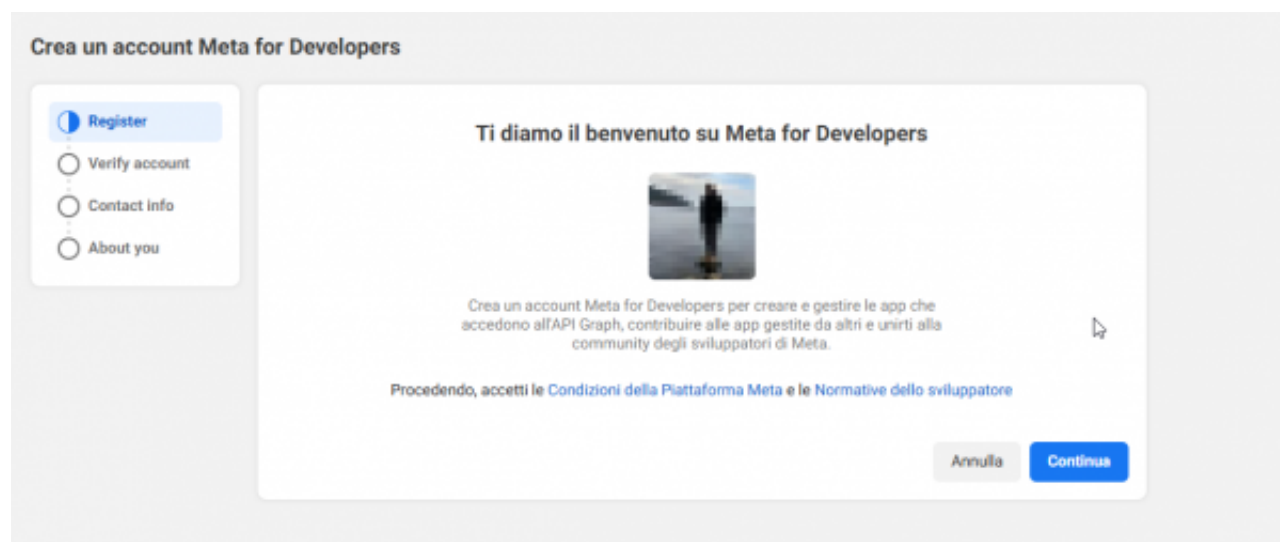 Crea un account Meta for Developers
Register
Verify account
Contact info
About you
Ti diamo il benvenuto su Meta for Developers
Crea un account Meta for Developers per creare e gestire le app che
accedono all'API Graph, contribuire alle app gestite da altri e unirti alla
community degli sviluppatori di Meta.
Procedendo, accetti le Condizioni della Piattaforma Meta e le Normative dello sviluppatore
Annulla
Continua